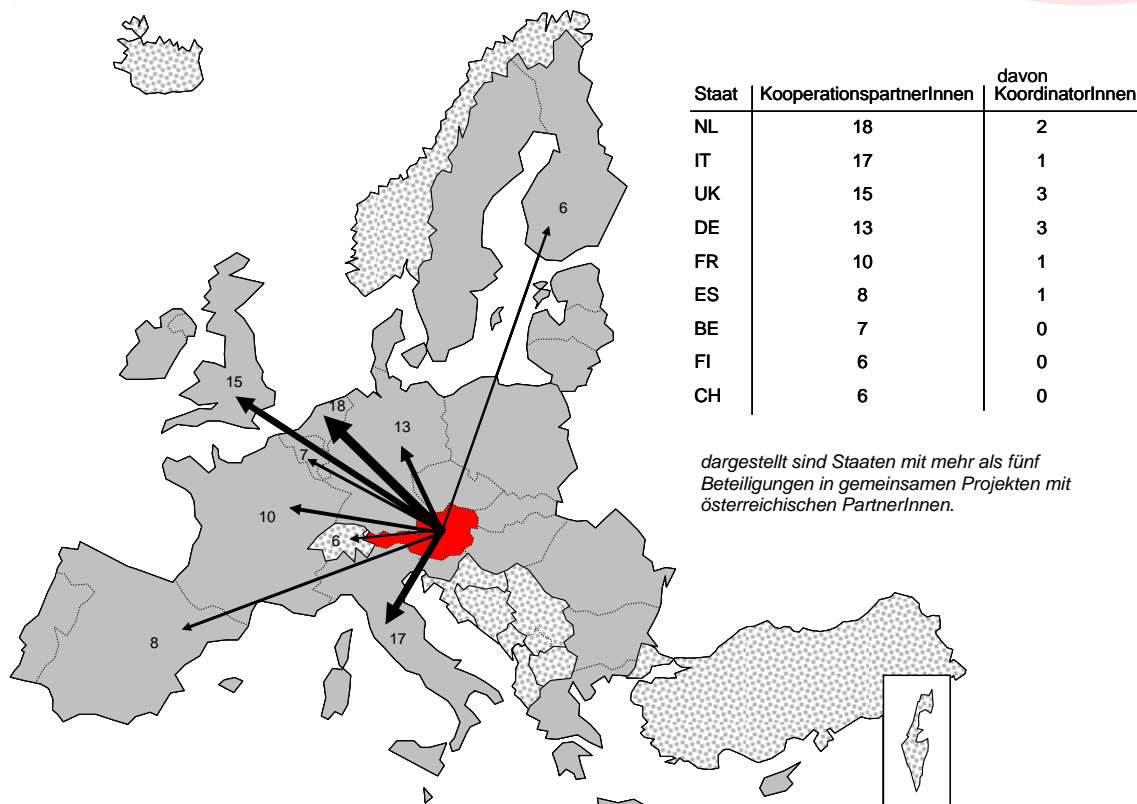 davon
Staat KooperationspartnerInnen KoordinatorInnen
NL 18 2
IT 17 1
UK 15 3
DE 13 3
FR 10 1
ES 8 1
BE 7 0
FI 6 0
CH 6 0
dargestellt sind Staaten mit mehr als fünf
Beteiligungen in gemeinsamen Projekten mit
österreichischen PartnerInnen.
6
15
18
13
7
10
6
8
17